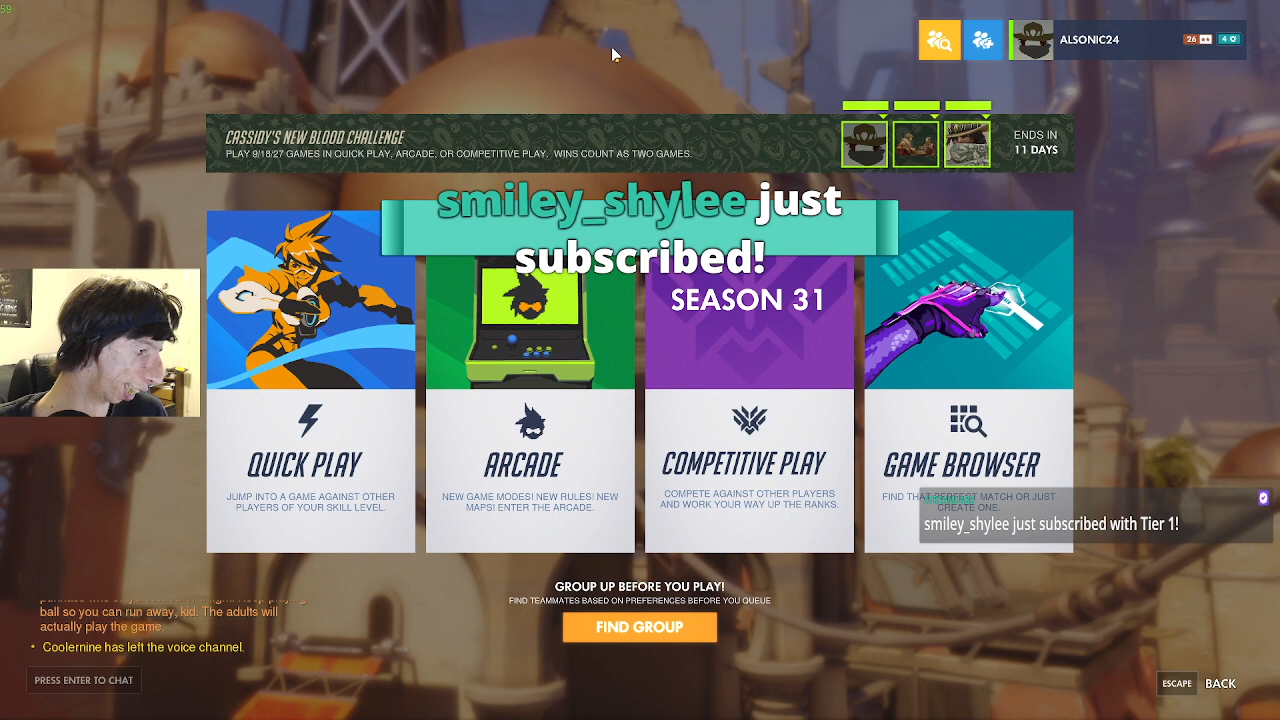 59
ALSONIC24
26
4
CASSIDY'S NEW BLOOD CHALLENGE
PLAY 9/18/27 GAMES IN QUICK PLAY, ARCADE, OR COMPETITIVE PLAY. WINS COUNT AS TWO GAMES.
ENDS IN
11 DAYS
smiley_shylee just
subscribed!
SEASON 31
QUICK PLAY
JUMP INTO A GAME AGAINST OTHER
PLAYERS OF YOUR SKILL LEVEL.
ARCADE
NEW GAME MODES! NEW RULES! NEW
MAPS! ENTER THE ARCADE.
COMPETITIVE PLAY
COMPETE AGAINST OTHER PLAYERS
AND WORK YOUR WAY UP THE RANKS.
GAME BROWSER
FIND THAT PERFECT MATCH OR JUST
CREATE ONE.
smiley_shylee just subscribed with Tier 1!
GROUP UP BEFORE YOU PLAY!
FIND TEAMMATES BASED ON PREFERENCES BEFORE YOU QUEUE
FIND GROUP
ball so you can run away, kid. The adults will
actually play the game.
• Coolernine has left the voice channel.
PRESS ENTER TO CHAT
ESCAPE BACK